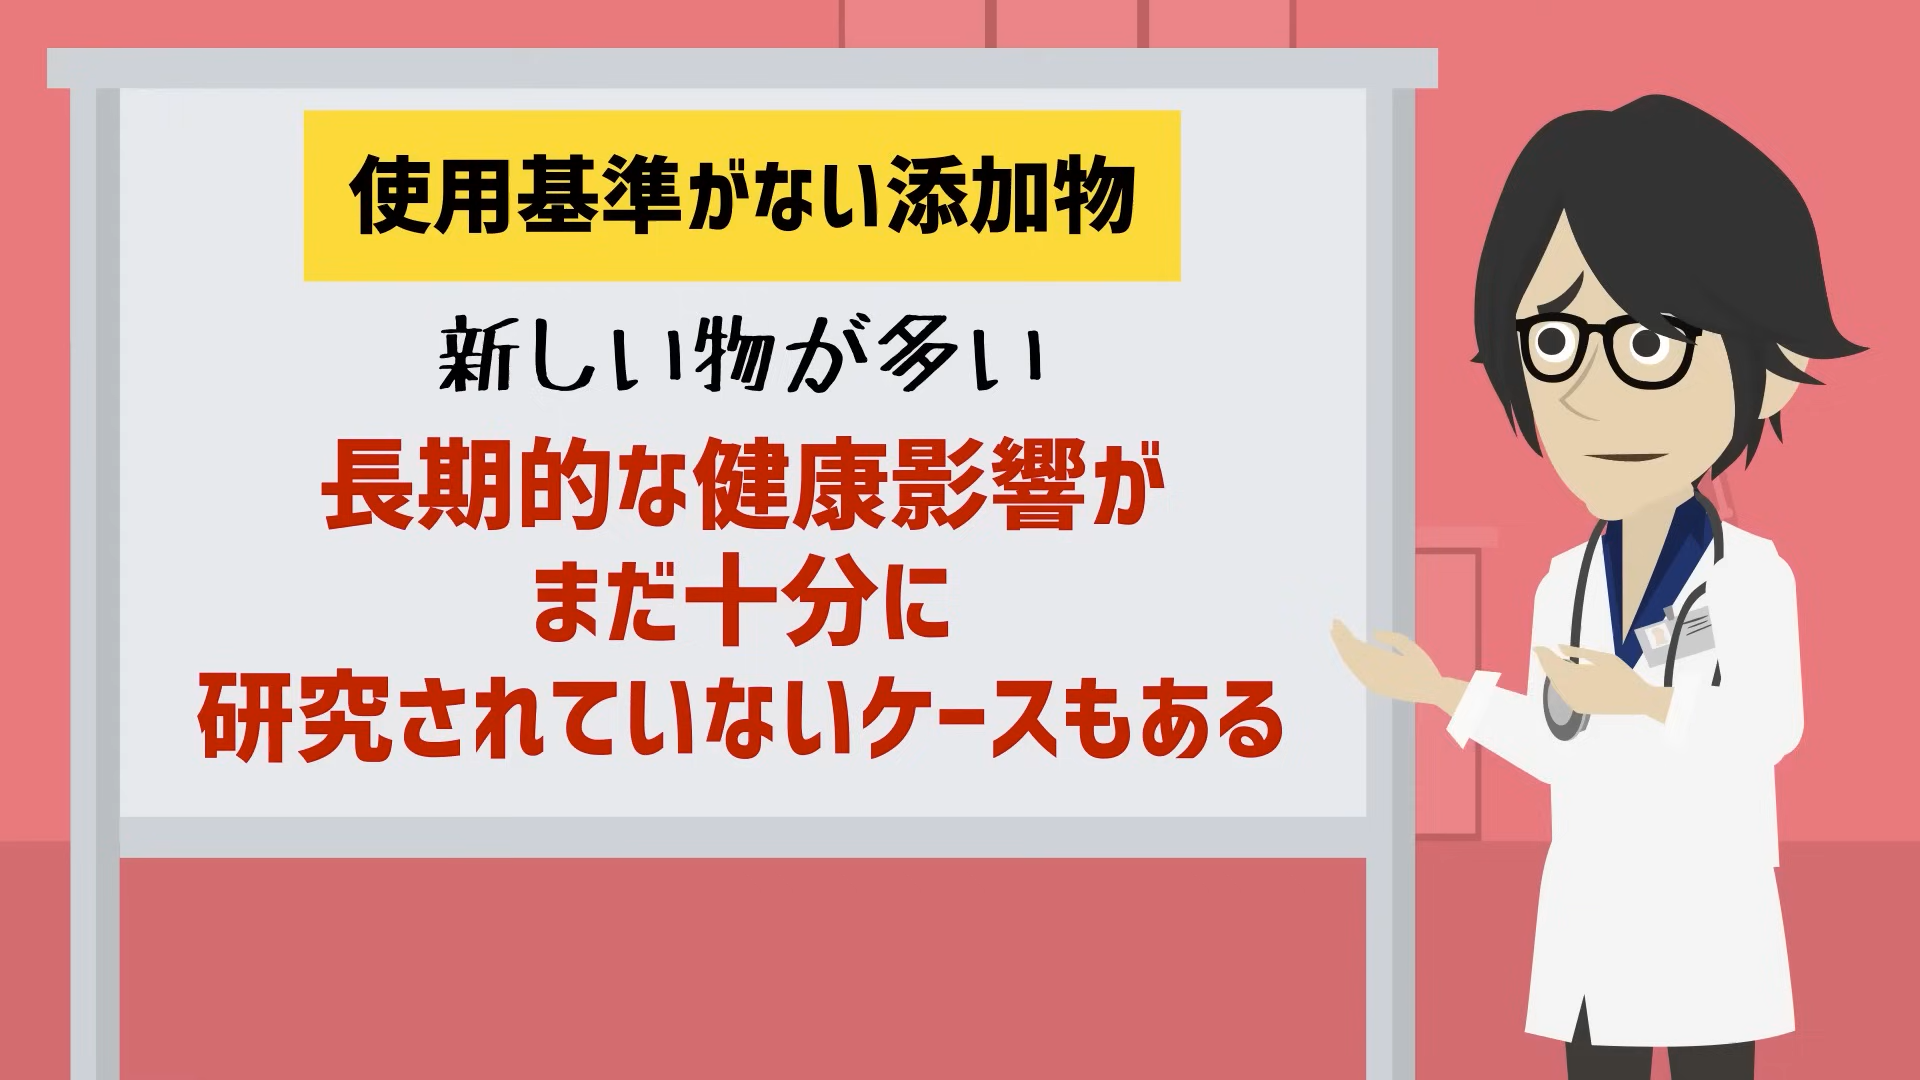 使用基準がない添加物
新しい物が多い
長期的な健康影響が
まだ十分に
研究されていないケースもある